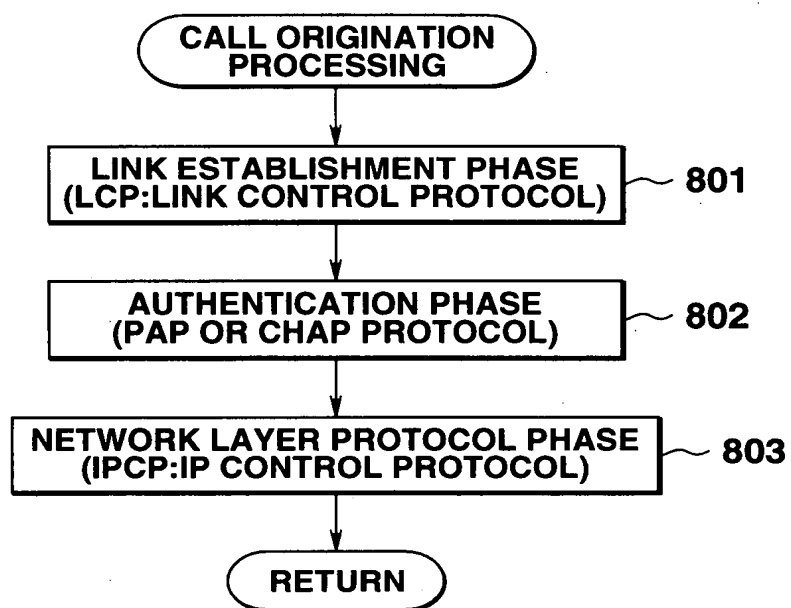 CALL ORIGINATION
PROCESSING
LINK ESTABLISHMENT PHASE
(LCP:LINK CONTROL PROTOCOL)
801
AUTHENTICATION PHASE
(PAP OR CHAP PROTOCOL)
802
NETWORK LAYER PROTOCOL PHASE
(IPCP:IP CONTROL PROTOCOL)
803
RETURN